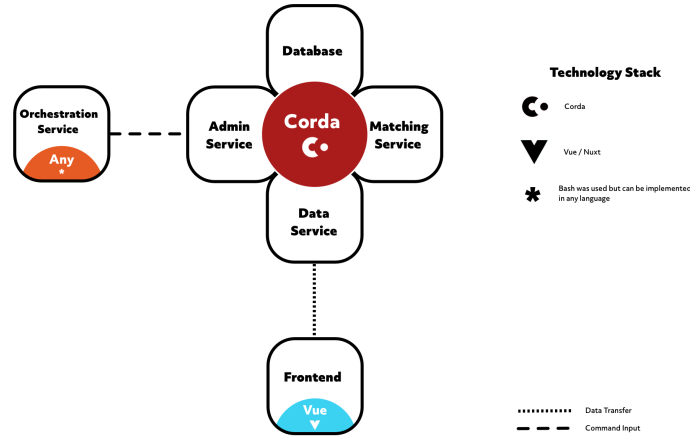 Database
Technology Stack
Orchestration
Service
Any
*
Admin
Service
Corda
Matching
Service
Corda
Vue / Nuxt
* Bash was used but can be implemented
in any language
Data
Service
Frontend
Vue
Data Transfer
Command Input